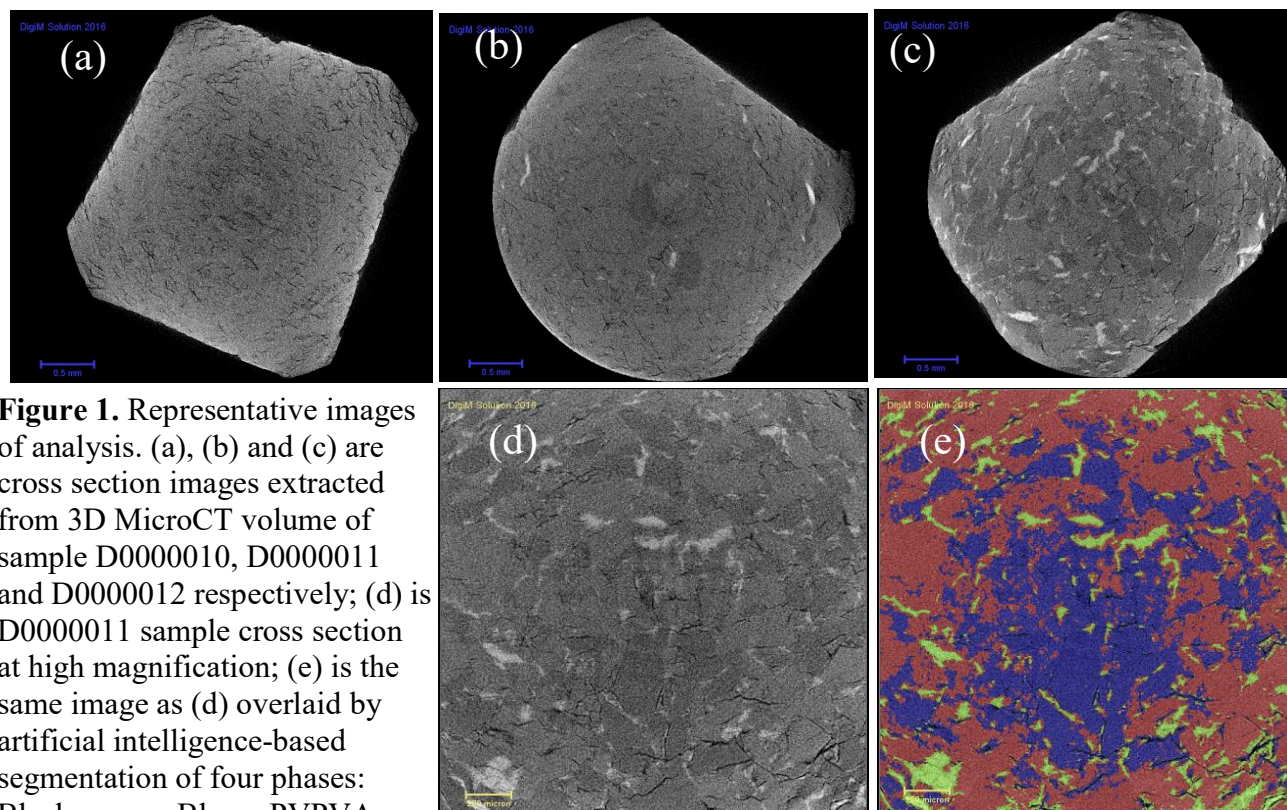 DigiM Solution 2016
(a)
0.5 mm
DigiM Solution 2016
(b)
0.5 mm
DigiM Solution 2016
(c)
0.5 mm
Figure 1. Representative images
of analysis. (a), (b) and (c) are
cross section images extracted
from 3D MicroCT volume of
sample D0000010, D0000011
and D0000012 respectively; (d) is
D0000011 sample cross section
at high magnification; (e) is the
same image as (d) overlaid by
artificial intelligence-based
segmentation of four phases:
DigiM Solution 2016
(d)
micron
DigiM Solution 2016
(e)
micron